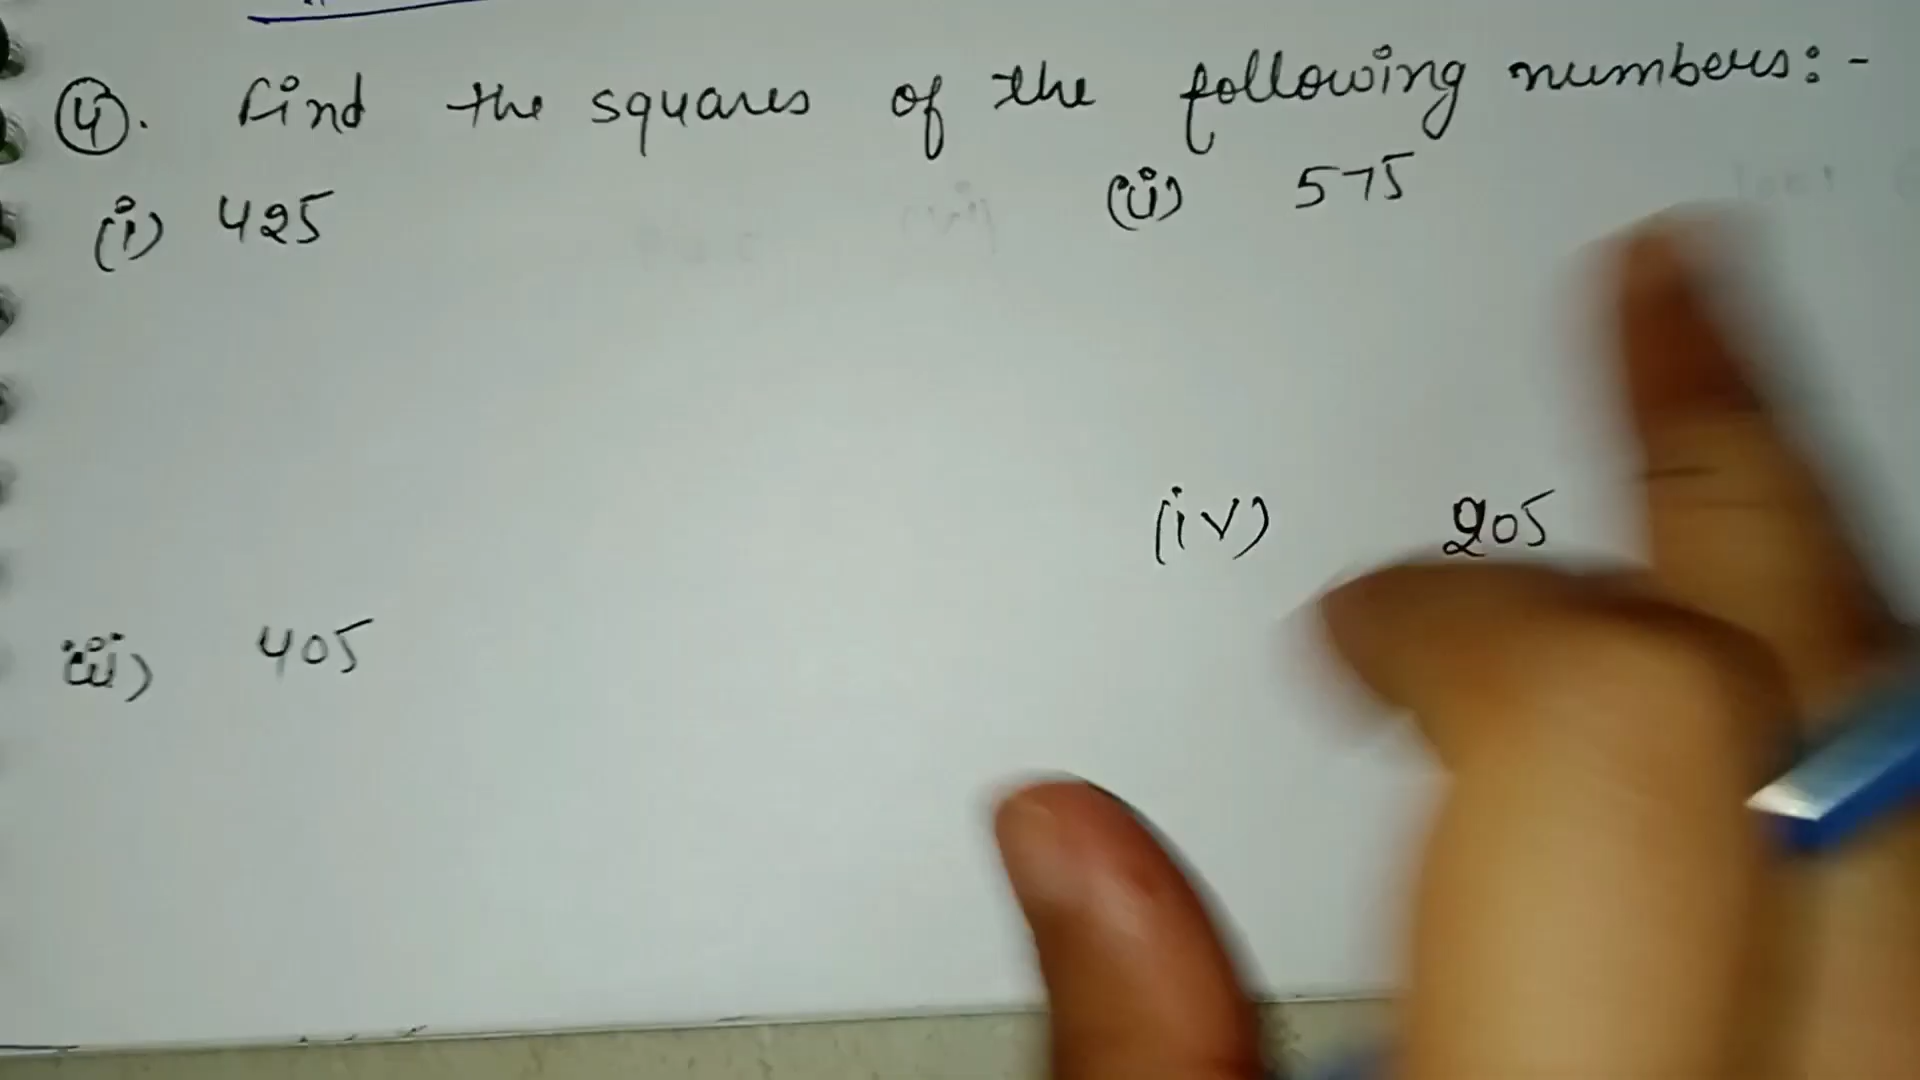 4. Find the squares of the following numbers:-
(i) 425 (ii) 575
(iv) 205
iii) 405